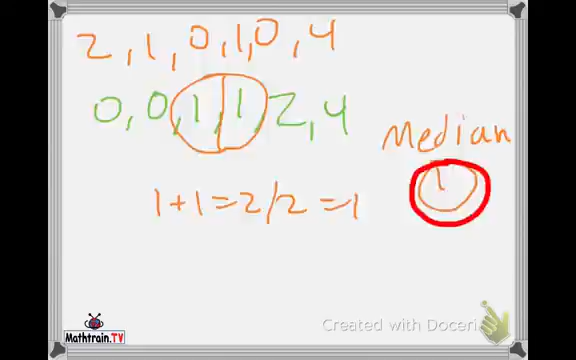 2, 1, 0, 1, 0, 4
0, 0, 1, 1, 2, 4
Median
1
1 + 1 = 2/2 = 1
Mathtrain.TV
Created with Doceri